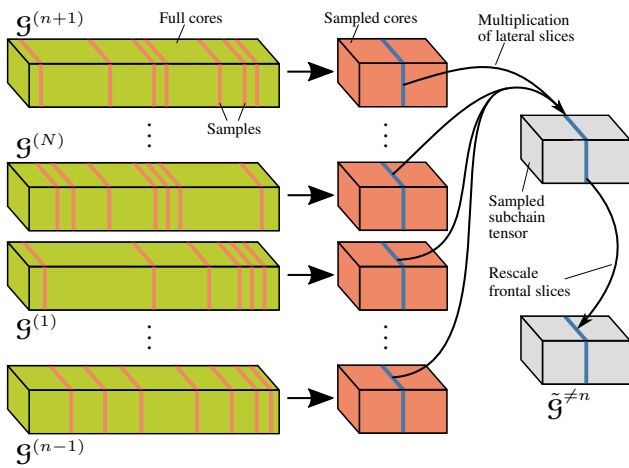 𝓖^(n+1)
Full cores
Sampled cores
Multiplication
of lateral slices
Samples
⋮
⋮
𝓖^(N)
Sampled
subchain
tensor
Rescale
frontal slices
𝓖^(1)
⋮
⋮
𝓖̃^≠n
𝓖^(n−1)